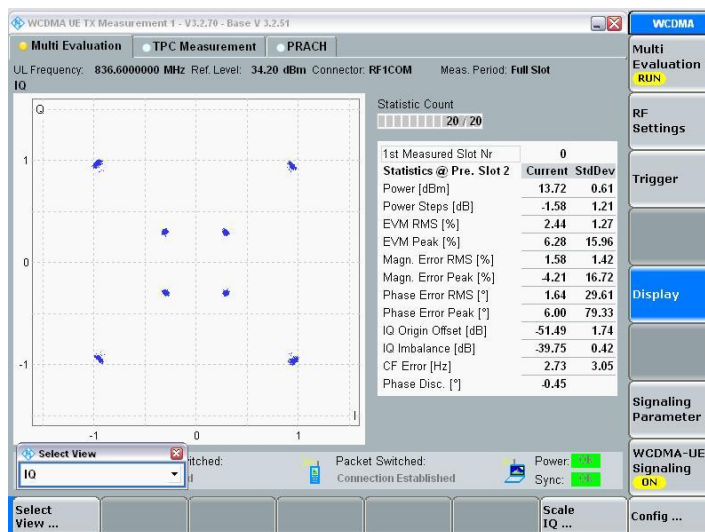 WCDMA UE TX Measurement 1 - V3.2.70 - Base V 3.2.51
WCDMA
Multi Evaluation
TPC Measurement
PRACH
UL Frequency: 836.6000000 MHz Ref. Level: 34.20 dBm Connector: RF1COM Meas. Period: Full Slot
IQ
Q
1
0
-1
-1
0
1
I
Statistic Count
20 / 20
1st Measured Slot Nr 0
Statistics @ Pre. Slot 2 Current StdDev
Power [dBm] 13.72 0.61
Power Steps [dB] -1.58 1.21
EVM RMS [%] 2.44 1.27
EVM Peak [%] 6.28 15.96
Magn. Error RMS [%] 1.58 1.42
Magn. Error Peak [%] -4.21 16.72
Phase Error RMS [°] 1.64 29.61
Phase Error Peak [°] 6.00 79.33
IQ Origin Offset [dB] -51.49 1.74
IQ Imbalance [dB] -39.75 0.42
CF Error [Hz] 2.73 3.05
Phase Disc. [°] -0.45
Select View
IQ
itched:
d
Packet Switched:
Connection Established
Power:
Sync:
Multi
Evaluation
RUN
RF
Settings
Trigger
Display
Signaling
Parameter
WCDMA-UE
Signaling
ON
Select
View ...
Scale
IQ ...
Config ...